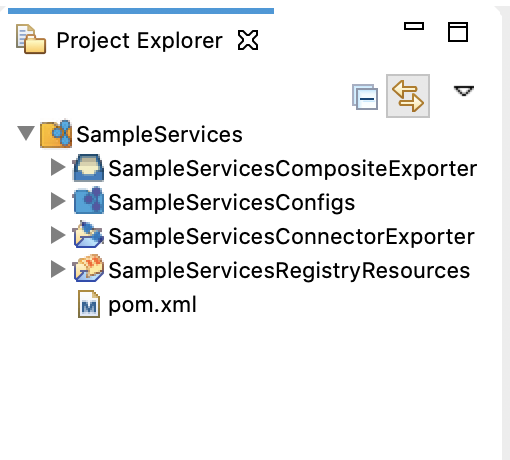 Project Explorer
SampleServices
SampleServicesCompositeExporter
SampleServicesConfigs
SampleServicesConnectorExporter
SampleServicesRegistryResources
M pom.xml